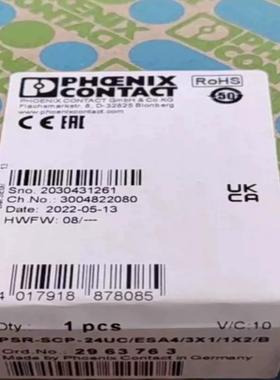 PHOENIX
CONTACT
RoHS
50
PHOENIX CONTACT GmbH & Co.KG
Flachsmarktstr. 8, D-32825 Blomberg
www.phoenixcontact.com
CE EAC
UK
CA
Sno. 2030431261
Ch.No.: 3004822080
Date: 2022-05-13
HWFW: 08/---
4 017918 878085
Qty.: 1 pcs V/C:10
PSR-SCP-24UC/ESA4/3X1/1X2/B
Ord.No.: 29 63 76 3
Made by Phoenix Contact in Germany